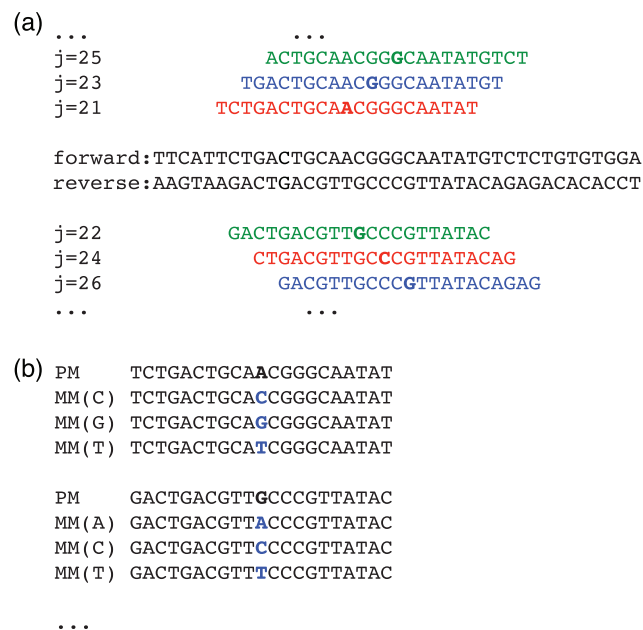 (a) ... ...
j=25 ACTGCAACGGGCAATATGTCT
j=23 TGACTGCAACGGGCAATATGT
j=21 TCTGACTGCAACGGGCAATAT
forward:TTCATTCTGACTGCAACGGGCAATATGTCTCTGTGTGGA
reverse:AAGTAAGACTGACGTTGCCCGTTATACAGAGACACACCT
j=22 GACTGACGTTGCCCGTTATAC
j=24 CTGACGTTGCCCGTTATACAG
j=26 GACGTTGCCCGTTATACAGAG
... ...
(b) PM TCTGACTGCAACGGGCAATAT
MM(C) TCTGACTGCACCGGGCAATAT
MM(G) TCTGACTGCAGCGGGCAATAT
MM(T) TCTGACTGCATCGGGCAATAT
PM GACTGACGTTGCCCGTTATAC
MM(A) GACTGACGTTACCCGTTATAC
MM(C) GACTGACGTTCCCCGTTATAC
MM(T) GACTGACGTTTCCCGTTATAC
...